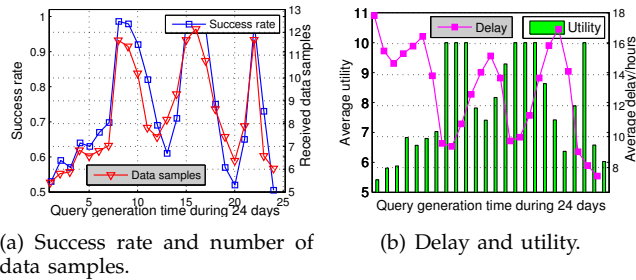 Success rate
1
0.9
0.8
0.7
0.6
0.5
Success rate
Data samples
13
12
11
10
9
8
7
6
5
Received data samples
5
10
15
20
25
Query generation time during 24 days
(a) Success rate and number of
data samples.
Average utility
11
10
9
8
7
6
5
Delay
Utility
18
16
14
12
10
8
Average delay/hours
Query generation time during 24 days
(b) Delay and utility.